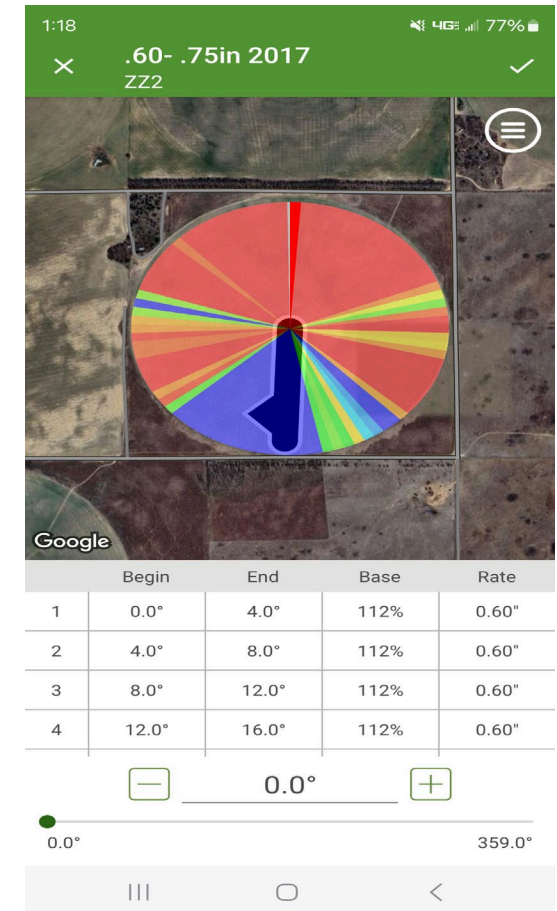 1:18 4G 77%
.60- .75in 2017
ZZ2
Google
Begin End Base Rate
1 0.0° 4.0° 112% 0.60"
2 4.0° 8.0° 112% 0.60"
3 8.0° 12.0° 112% 0.60"
4 12.0° 16.0° 112% 0.60"
0.0°
0.0° 359.0°